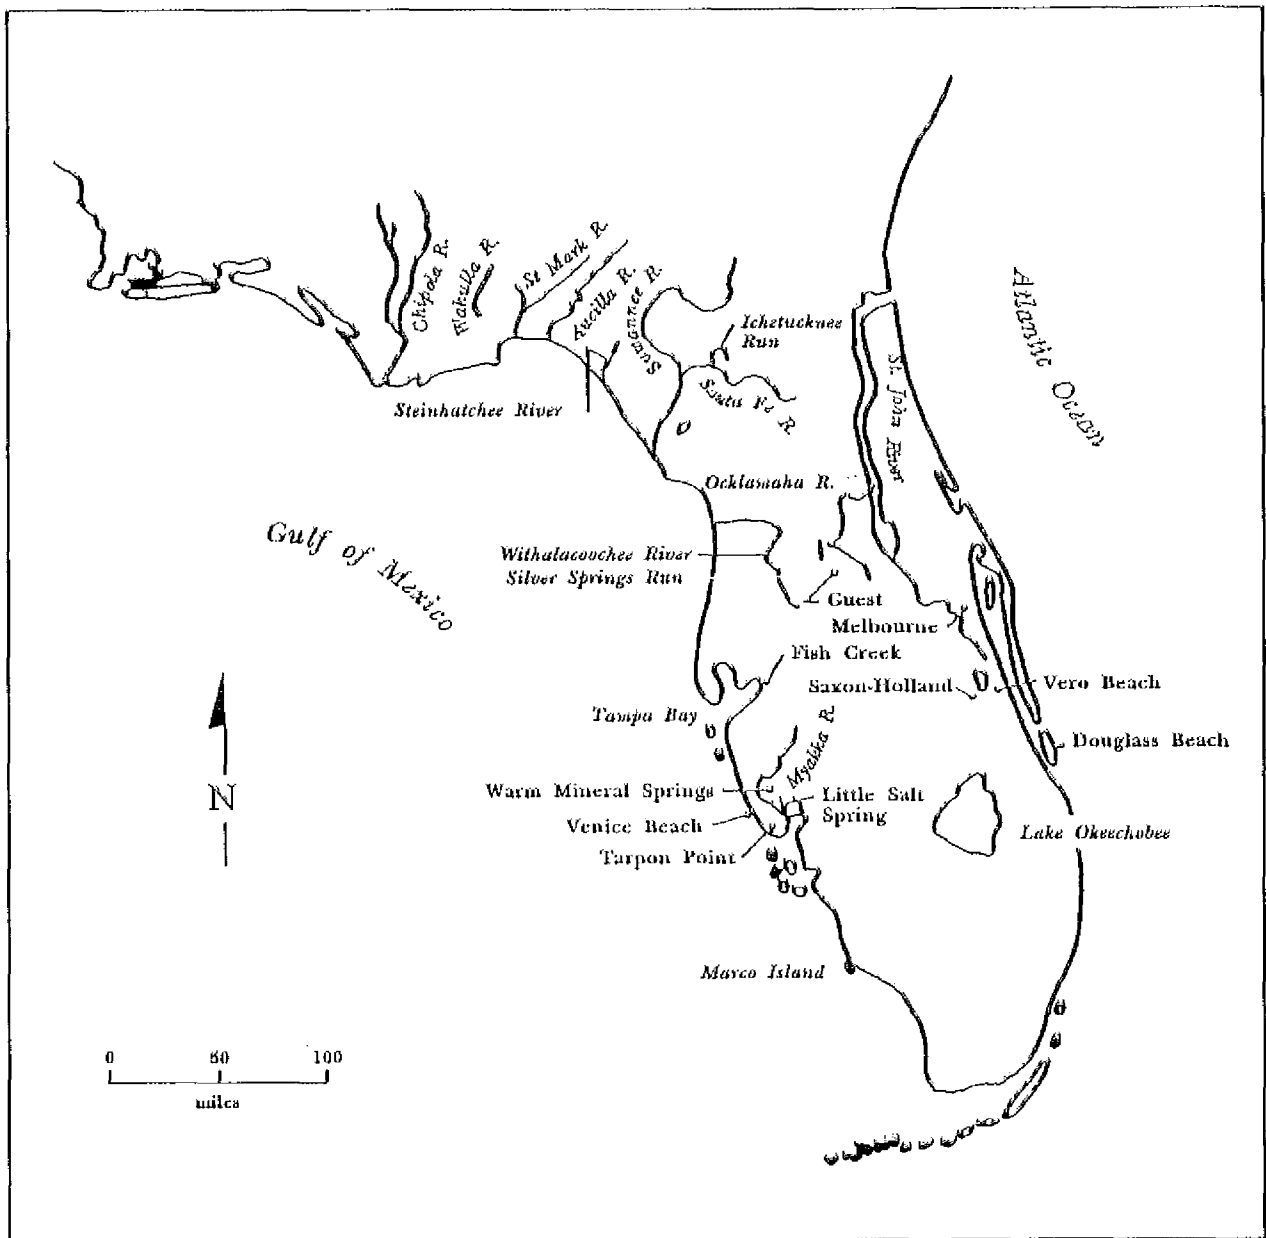 Chipola R.
Wakulla R.
St Mark R.
Aucilla R.
Suwannee R.
Ichetucknee
Run
Atlantic Ocean
Steinhatchee River
Santa Fe R.
St. John River
Ocklamaha R.
Gulf of Mexico
Withalacoochee River
Silver Springs Run
Guest
Melbourne
Fish Creek
Saxon-Holland
Vero Beach
Tampa Bay
Myakka R.
Douglass Beach
Warm Mineral Springs
Little Salt
Spring
Venice Beach
Lake Okeechobee
Tarpon Point
N
Marco Island
0 50 100
miles